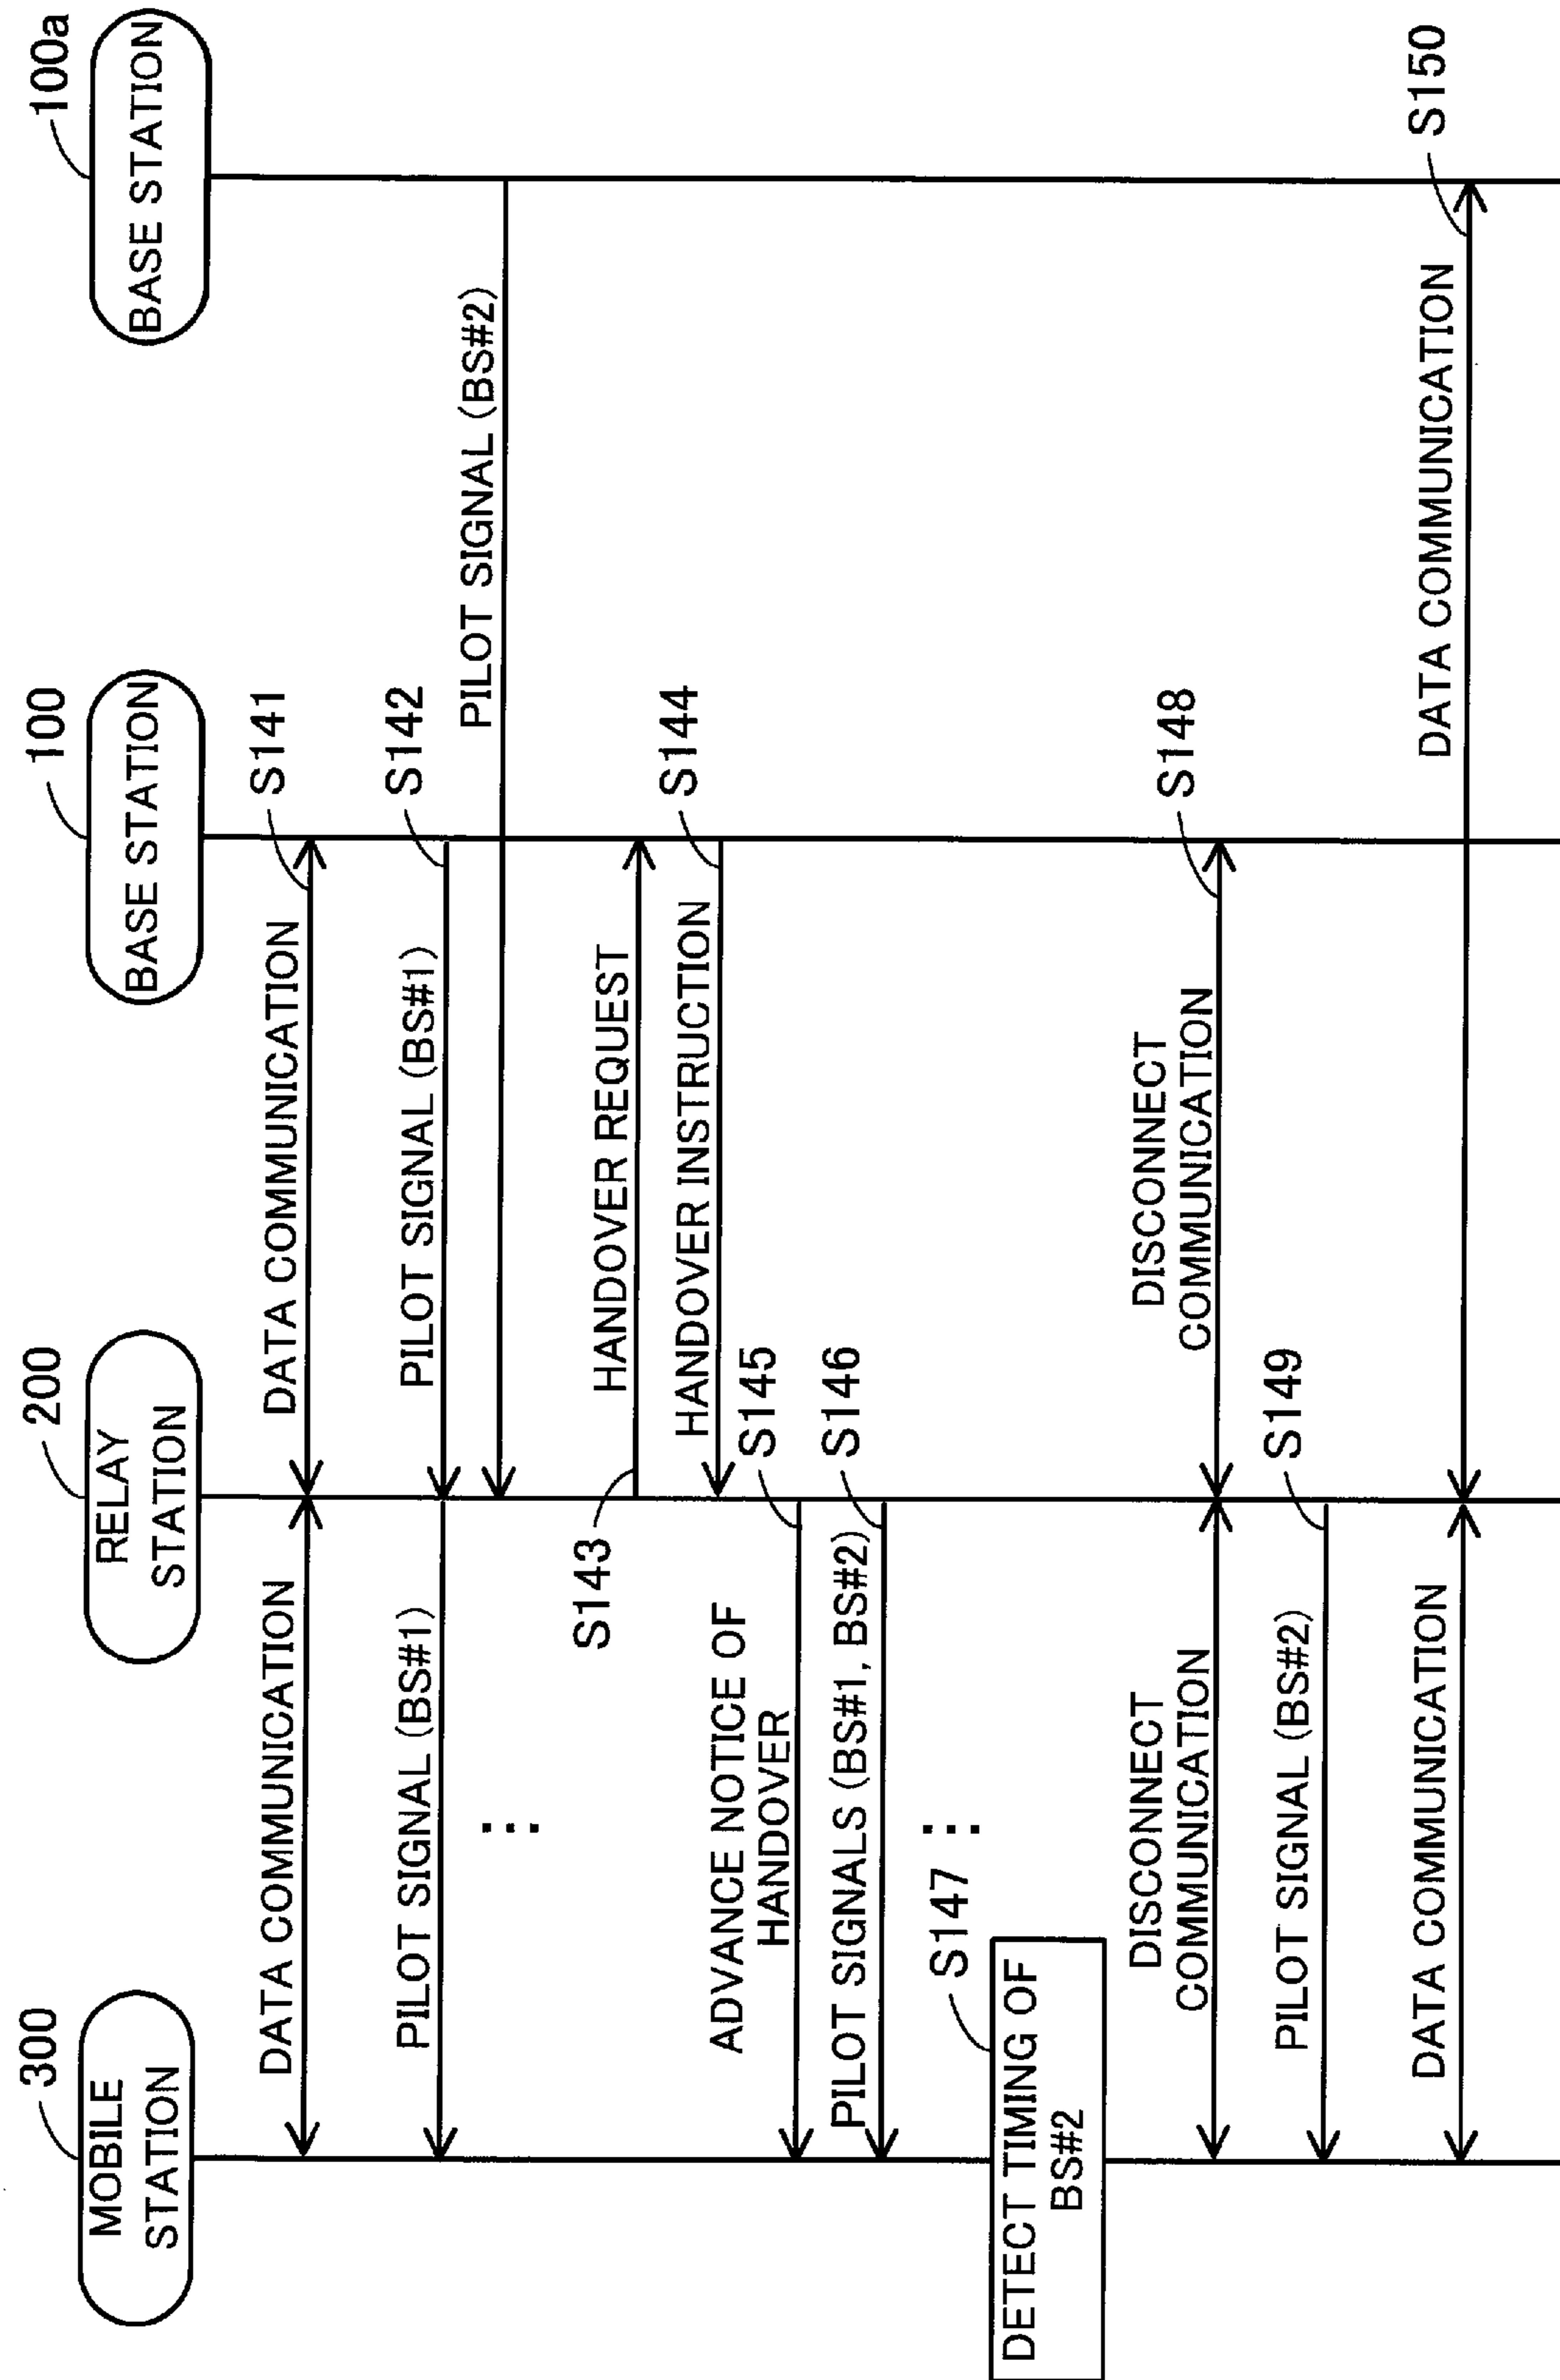 300
MOBILE
STATION
200
RELAY
STATION
100
BASE STATION
100a
BASE STATION
DATA COMMUNICATION
DATA COMMUNICATION
S141
PILOT SIGNAL (BS#1)
PILOT SIGNAL (BS#1)
S142
PILOT SIGNAL (BS#2)
S143
HANDOVER REQUEST
HANDOVER INSTRUCTION
S144
ADVANCE NOTICE OF
HANDOVER
S145
PILOT SIGNALS (BS#1, BS#2)
S146
S147
DETECT TIMING OF
BS#2
DISCONNECT
COMMUNICATION
DISCONNECT
COMMUNICATION
S148
PILOT SIGNAL (BS#2)
S149
DATA COMMUNICATION
DATA COMMUNICATION
S150